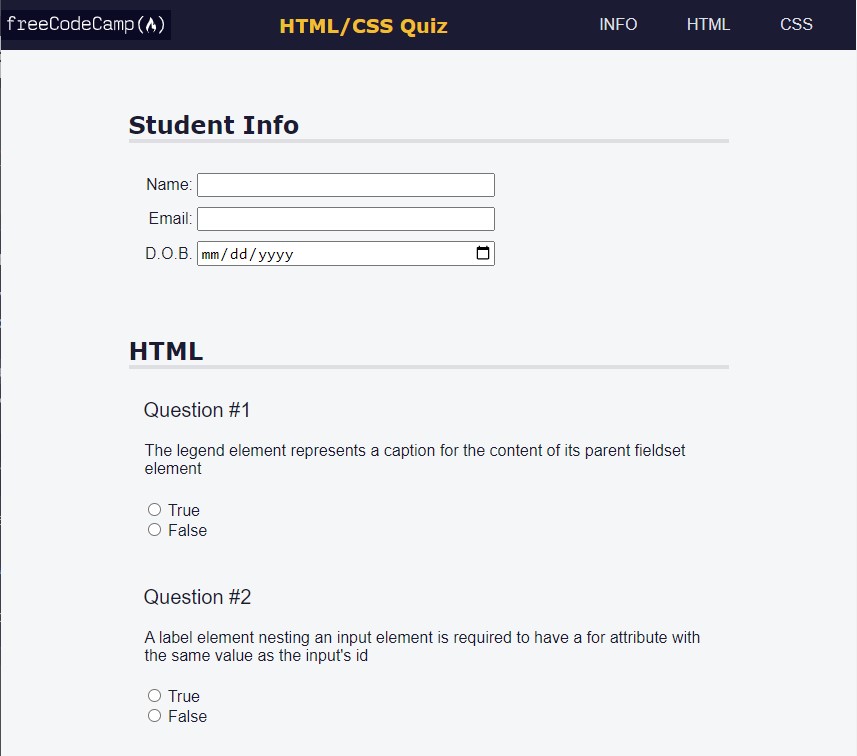 freeCodeCamp(🔥) HTML/CSS Quiz INFO HTML CSS
Student Info
Name:
Email:
D.O.B. mm/dd/yyyy
HTML
Question #1
The legend element represents a caption for the content of its parent fieldset
element
True
False
Question #2
A label element nesting an input element is required to have a for attribute with
the same value as the input's id
True
False